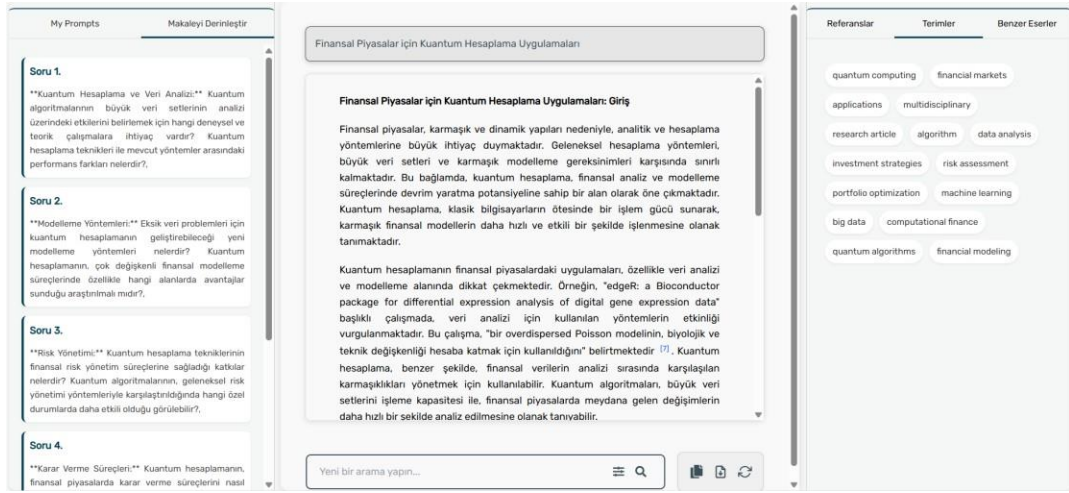 My Prompts
Makaleyi Derinleştir
Soru 1.
**Kuantum Hesaplama ve Veri Analizi:** Kuantum
algoritmalarının büyük veri setlerinin analizi
üzerindeki etkilerini belirlemek için hangi deneysel ve
teorik çalışmalara ihtiyaç vardır? Kuantum
hesaplama teknikleri ile mevcut yöntemler arasındaki
performans farkları nelerdir?,
Soru 2.
**Modelleme Yöntemleri:** Eksik veri problemleri için
kuantum hesaplamanın geliştirebileceği yeni
modelleme yöntemleri nelerdir? Kuantum
hesaplamanın, çok değişkenli finansal modelleme
süreçlerinde özellikle hangi alanlarda avantajlar
sunduğu araştırılmalı mıdır?,
Soru 3.
**Risk Yönetimi:** Kuantum hesaplama tekniklerinin
finansal risk yönetim süreçlerine sağladığı katkılar
nelerdir? Kuantum algoritmalarının, geleneksel risk
yönetimi yöntemleriyle karşılaştırıldığında hangi özel
durumlarda daha etkili olduğu görülebilir?,
Soru 4.
**Karar Verme Süreçleri:** Kuantum hesaplamanın,
finansal piyasalarda karar verme süreçlerini nasıl
Finansal Piyasalar için Kuantum Hesaplama Uygulamaları
Finansal Piyasalar için Kuantum Hesaplama Uygulamaları: Giriş
Finansal piyasalar, karmaşık ve dinamik yapıları nedeniyle, analitik ve hesaplama
yöntemlerine büyük ihtiyaç duymaktadır. Geleneksel hesaplama yöntemleri,
büyük veri setleri ve karmaşık modelleme gereksinimleri karşısında sınırlı
kalmaktadır. Bu bağlamda, kuantum hesaplama, finansal analiz ve modelleme
süreçlerinde devrim yaratma potansiyeline sahip bir alan olarak öne çıkmaktadır.
Kuantum hesaplama, klasik bilgisayarların ötesinde bir işlem gücü sunarak,
karmaşık finansal modellerin daha hızlı ve etkili bir şekilde işlenmesine olanak
tanımaktadır.
Kuantum hesaplamanın finansal piyasalardaki uygulamaları, özellikle veri analizi
ve modelleme alanında dikkat çekmektedir. Örneğin, "edgeR: a Bioconductor
package for differential expression analysis of digital gene expression data"
başlıklı çalışmada, veri analizi için kullanılan yöntemlerin etkinliği
vurgulanmaktadır. Bu çalışma, "bir overdispersed Poisson modelinin, biyolojik ve
teknik değişkenliği hesaba katmak için kullanıldığını" belirtmektedir [7]. Kuantum
hesaplama, benzer şekilde, finansal verilerin analizi sırasında karşılaşılan
karmaşıklıkları yönetmek için kullanılabilir. Kuantum algoritmaları, büyük veri
setlerini işleme kapasitesi ile, finansal piyasalarda meydana gelen değişimlerin
daha hızlı bir şekilde analiz edilmesine olanak tanıyabilir.
Yeni bir arama yapın...
Referanslar
Terimler
Benzer Eserler
quantum computing
financial markets
applications
multidisciplinary
research article
algorithm
data analysis
investment strategies
risk assessment
portfolio optimization
machine learning
big data
computational finance
quantum algorithms
financial modeling